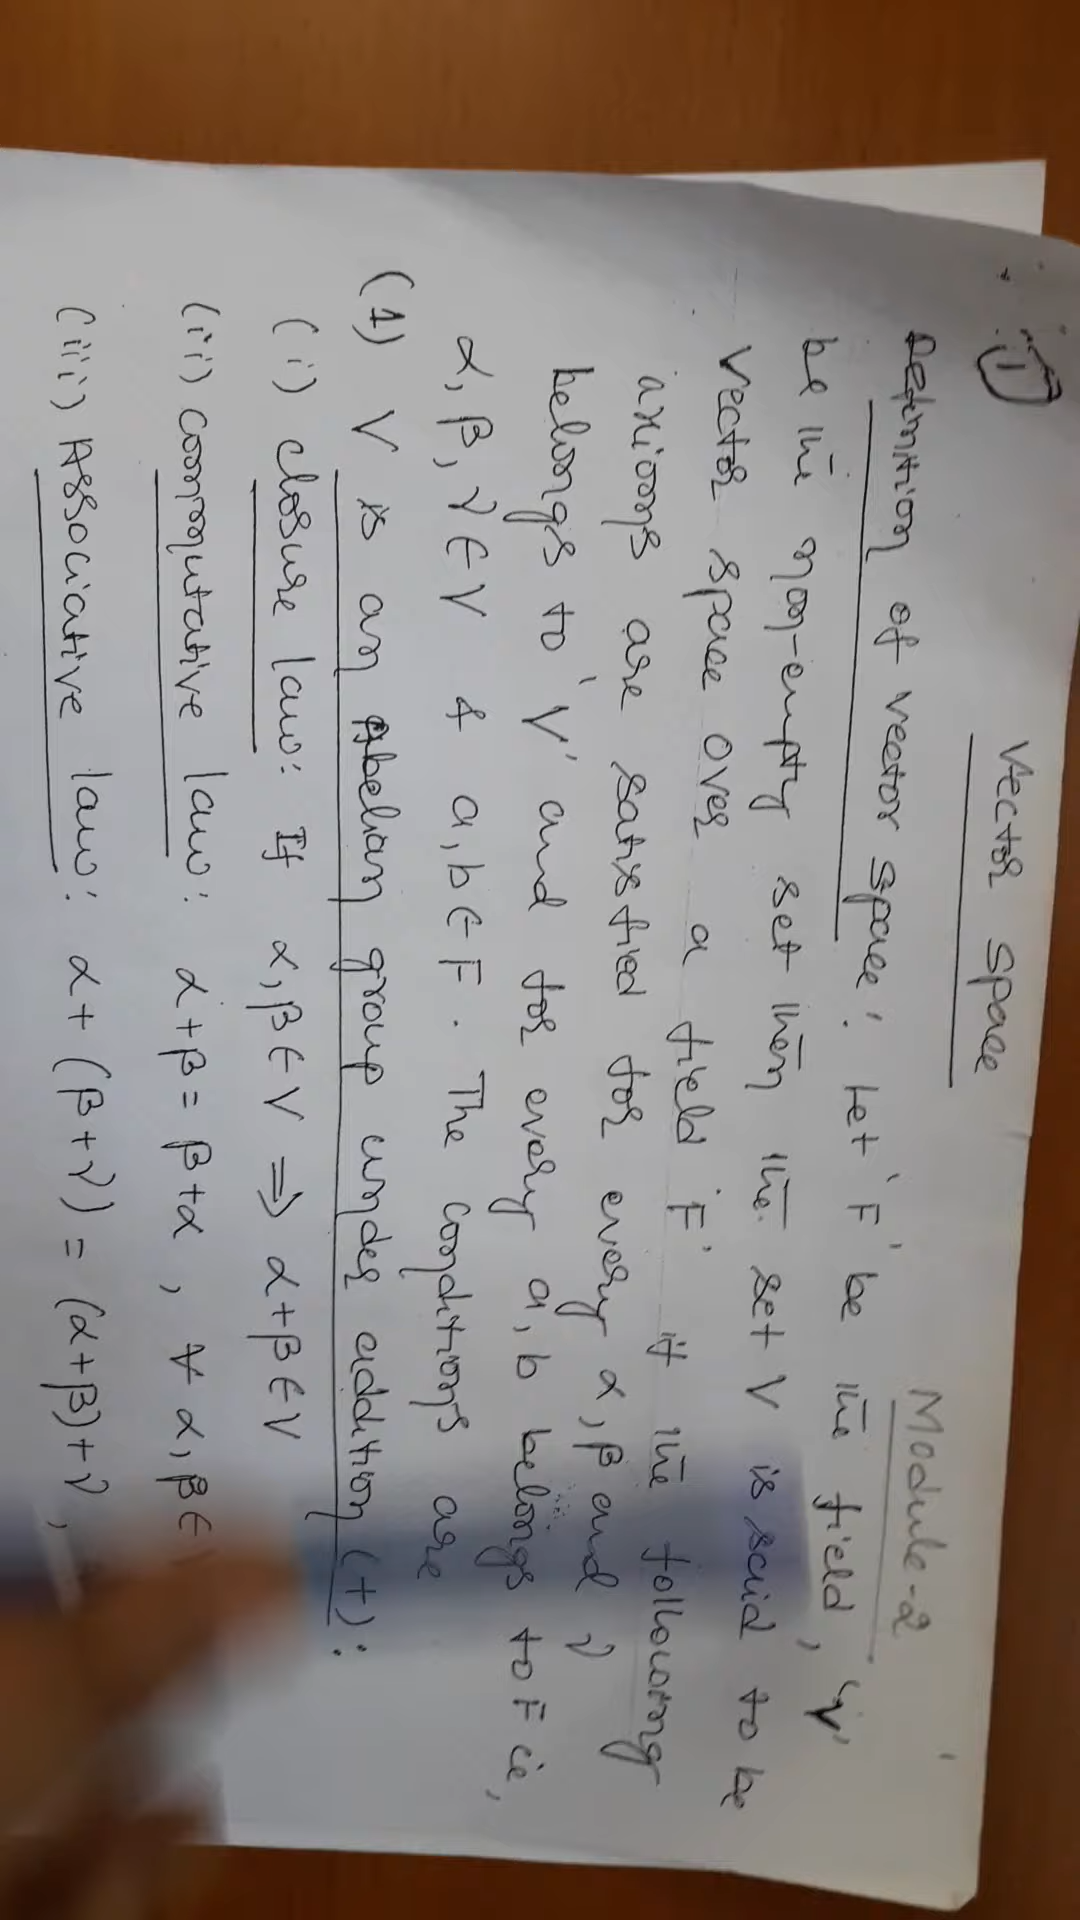 1
Vector Space
Module-2
Definition of vector space: Let 'F' be the field, 'V'
be the non-empty set then the set V is said to be
vector space over a field 'F' if the following
axioms are satisfied for every α, β and γ
belongs to 'V' and for every a, b belongs to F ie,
α, β, γ ∈ V & a, b ∈ F. The conditions are
(1) V is an Abelian group under addition (+):
(i) closure law: If α, β ∈ V ⇒ α+β ∈ V
(ii) commutative law: α+β = β+α, ∀ α, β ∈
(iii) Associative law: α+(β+γ) = (α+β)+γ,